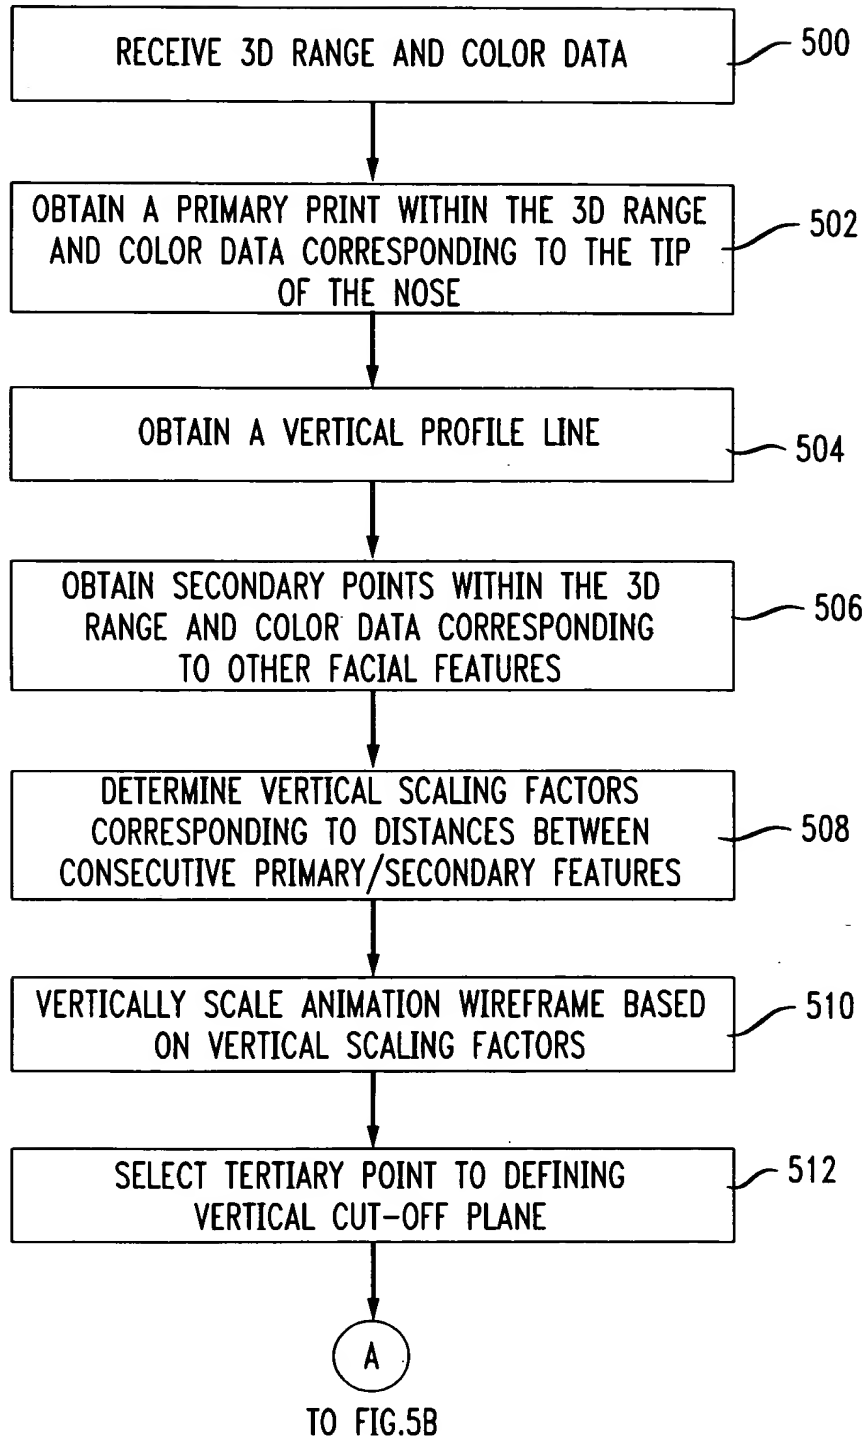 RECEIVE 3D RANGE AND COLOR DATA
500
OBTAIN A PRIMARY PRINT WITHIN THE 3D RANGE
AND COLOR DATA CORRESPONDING TO THE TIP
OF THE NOSE
502
OBTAIN A VERTICAL PROFILE LINE
504
OBTAIN SECONDARY POINTS WITHIN THE 3D
RANGE AND COLOR DATA CORRESPONDING
TO OTHER FACIAL FEATURES
506
DETERMINE VERTICAL SCALING FACTORS
CORRESPONDING TO DISTANCES BETWEEN
CONSECUTIVE PRIMARY/SECONDARY FEATURES
508
VERTICALLY SCALE ANIMATION WIREFRAME BASED
ON VERTICAL SCALING FACTORS
510
SELECT TERTIARY POINT TO DEFINING
VERTICAL CUT-OFF PLANE
512
A
TO FIG.5B